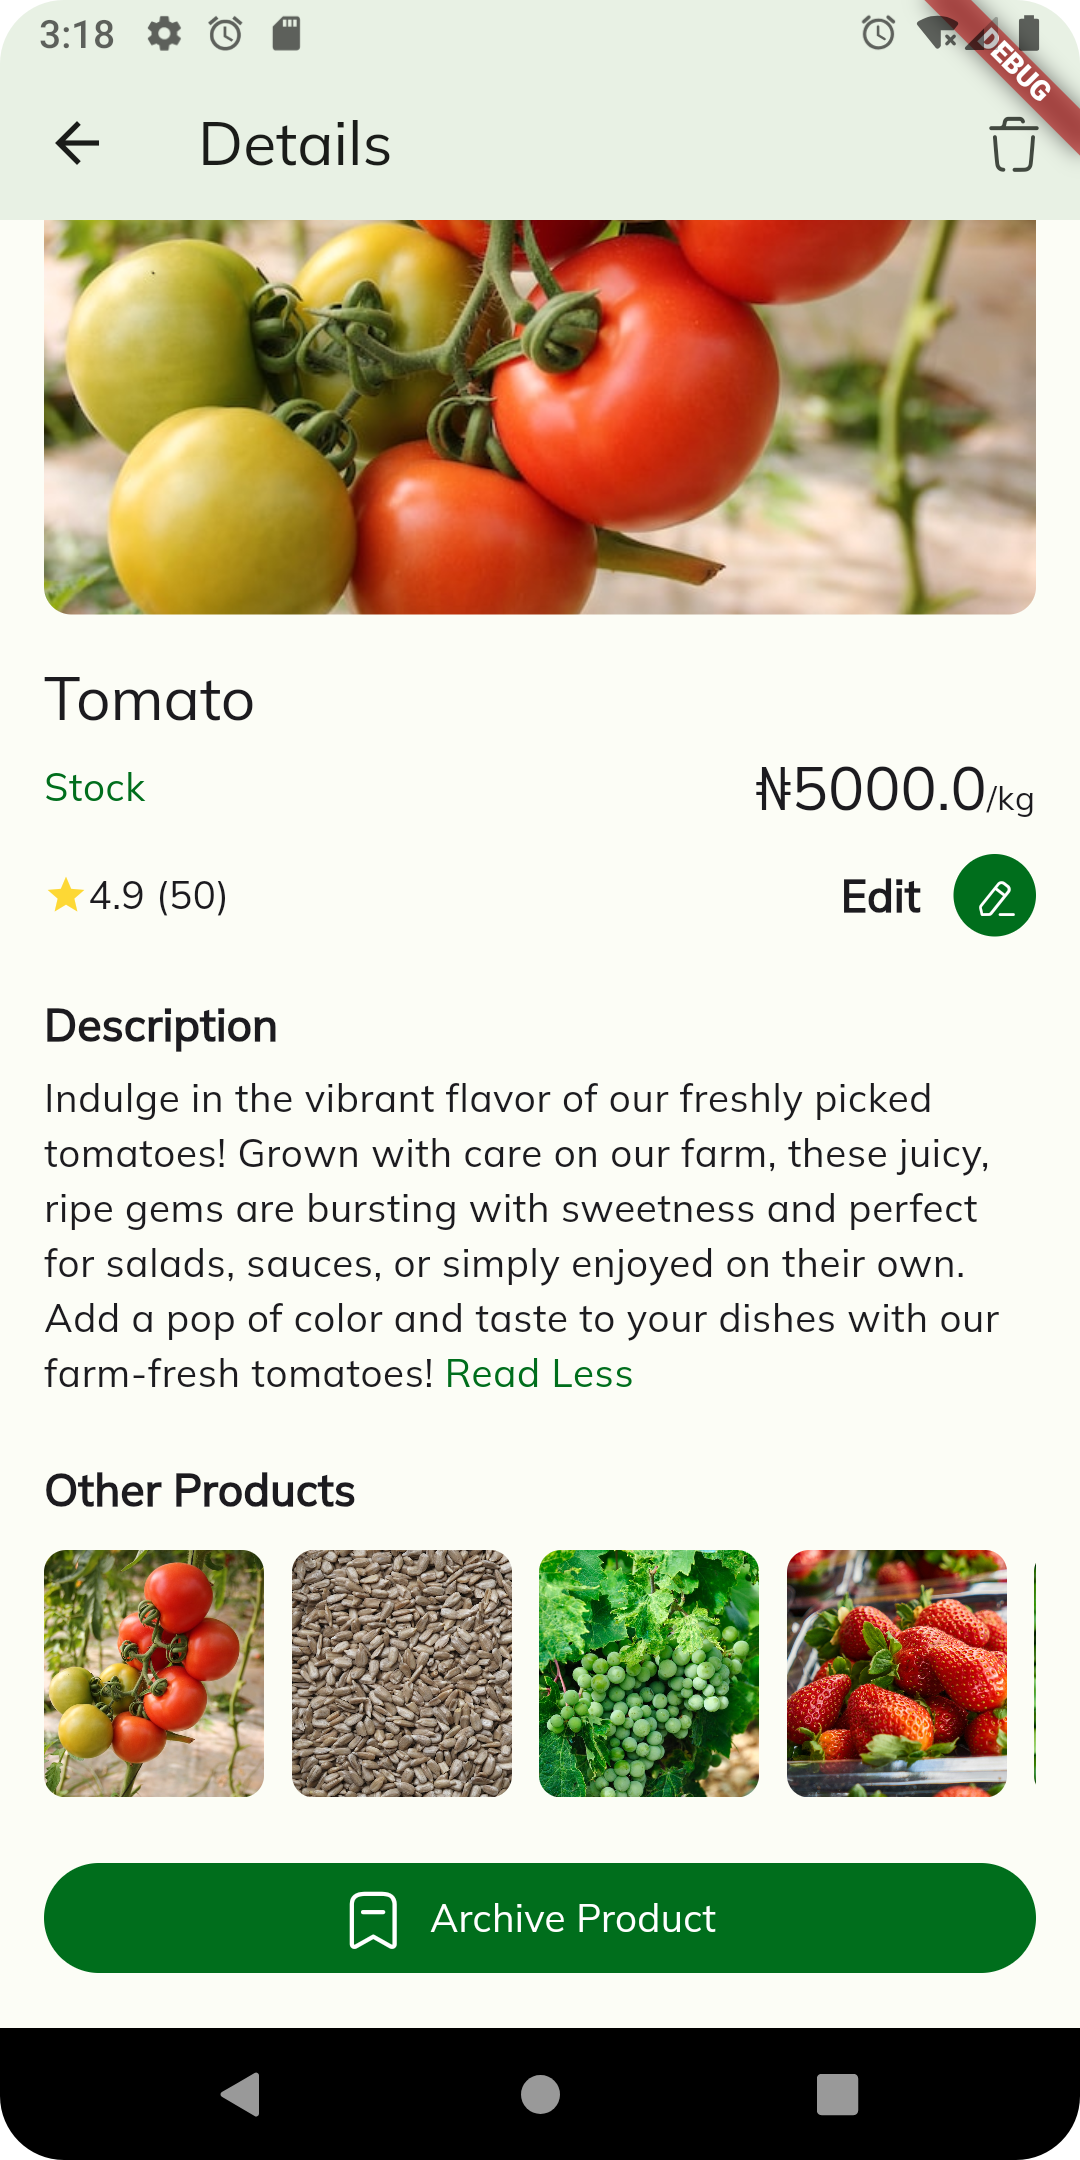 3:18
DEBUG
Details
Tomato
Stock
₦5000.0/kg
4.9 (50)
Edit
Description
Indulge in the vibrant flavor of our freshly picked
tomatoes! Grown with care on our farm, these juicy,
ripe gems are bursting with sweetness and perfect
for salads, sauces, or simply enjoyed on their own.
Add a pop of color and taste to your dishes with our
farm-fresh tomatoes! Read Less
Other Products
Archive Product